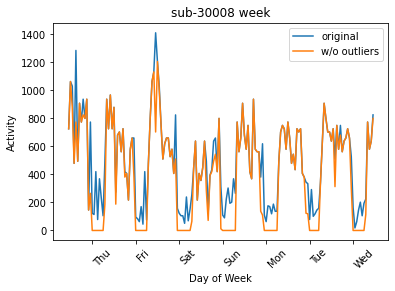 sub-30008 week
original
w/o outliers
Activity
1400
1200
1000
800
600
400
200
0
Thu
Fri
Sat
Sun
Mon
Tue
Wed
Day of Week